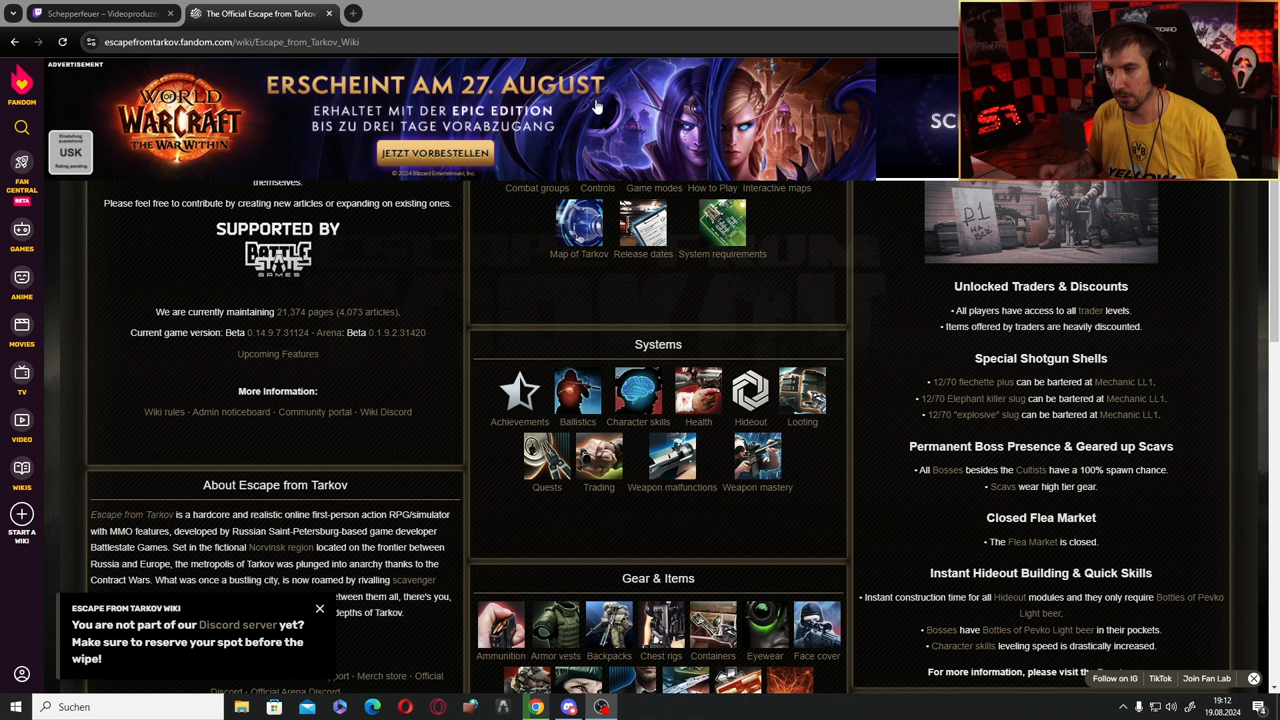 Schepperfeuer – Videoproduze
The Official Escape from Tarkov
escapefromtarkov.fandom.com/wiki/Escape_from_Tarkov_Wiki
ADVERTISEMENT
WORLD OF WARCRAFT
THE WAR WITHIN
ERSCHEINT AM 27. AUGUST
ERHALTET MIT DER EPIC EDITION
BIS ZU DREI TAGE VORABZUGANG
JETZT VORBESTELLEN
© 2024 Blizzard Entertainment, Inc.
USK
Rating pending
SC
FANDOM
FAN CENTRAL
BETA
GAMES
ANIME
MOVIES
TV
VIDEO
WIKIS
START A WIKI
themselves.
Please feel free to contribute by creating new articles or expanding on existing ones.
SUPPORTED BY
BATTLE STATE
GAMES
We are currently maintaining 21,374 pages (4,073 articles).
Current game version: Beta 0.14.9.7.31124 - Arena: Beta 0.1.9.2.31420
Upcoming Features
More Information:
Wiki rules - Admin noticeboard - Community portal - Wiki Discord
About Escape from Tarkov
Escape from Tarkov is a hardcore and realistic online first-person action RPG/simulator
with MMO features, developed by Russian Saint-Petersburg-based game developer
Battlestate Games. Set in the fictional Norvinsk region located on the frontier between
Russia and Europe, the metropolis of Tarkov was plunged into anarchy thanks to the
Contract Wars. What was once a bustling city, is now roamed by rivalling scavenger
etween them all, there's you,
depths of Tarkov.
port - Merch store - Official
Discord - Official Arena Discord
ESCAPE FROM TARKOV WIKI
You are not part of our Discord server yet?
Make sure to reserve your spot before the
wipe!
Combat groups Controls Game modes How to Play Interactive maps
Map of Tarkov Release dates System requirements
Systems
Achievements Ballistics Character skills Health Hideout Looting
Quests Trading Weapon malfunctions Weapon mastery
Gear & Items
Ammunition Armor vests Backpacks Chest rigs Containers Eyewear Face cover
Unlocked Traders & Discounts
• All players have access to all trader levels.
• Items offered by traders are heavily discounted.
Special Shotgun Shells
• 12/70 flechette plus can be bartered at Mechanic LL1.
• 12/70 Elephant killer slug can be bartered at Mechanic LL1.
• 12/70 "explosive" slug can be bartered at Mechanic LL1.
Permanent Boss Presence & Geared up Scavs
• All Bosses besides the Cultists have a 100% spawn chance.
• Scavs wear high tier gear.
Closed Flea Market
• The Flea Market is closed.
Instant Hideout Building & Quick Skills
• Instant construction time for all Hideout modules and they only require Bottles of Pevko
Light beer.
• Bosses have Bottles of Pevko Light beer in their pockets.
• Character skills leveling speed is drastically increased.
For more information, please visit th
Follow on IG TikTok Join Fan Lab
Suchen
19:12
19.08.2024
4